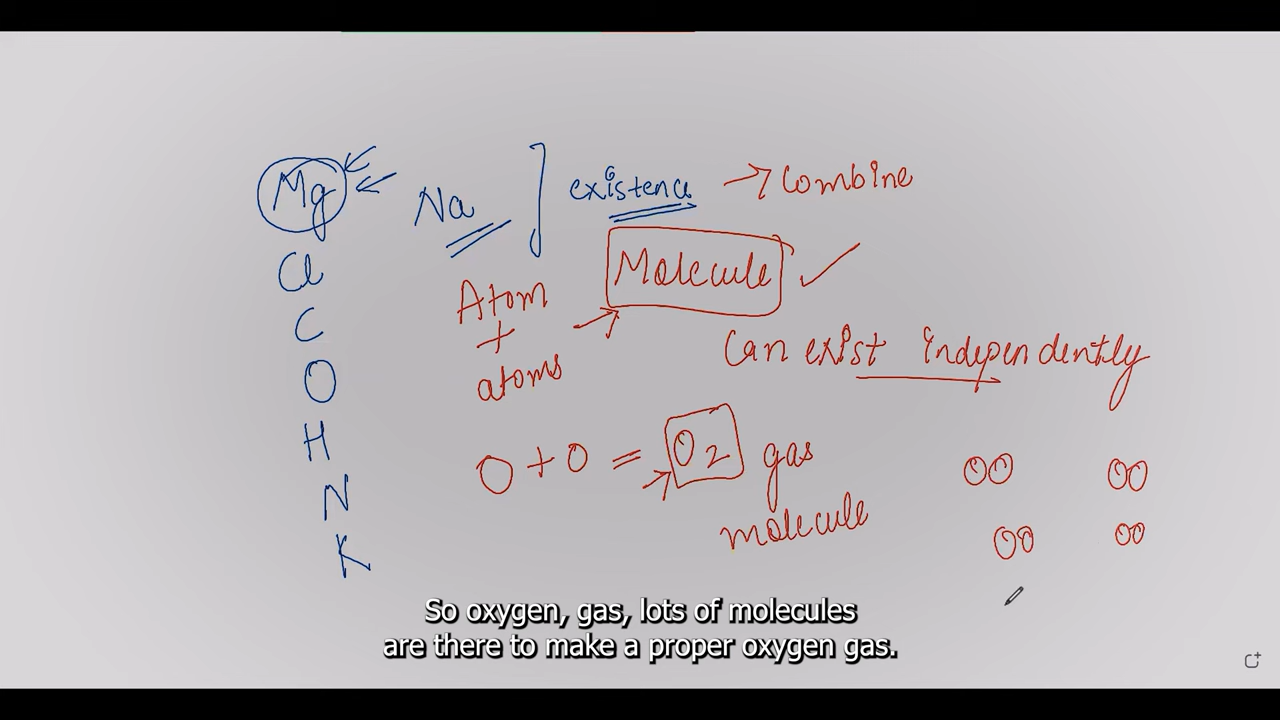 Mg Na ] existence → Combine
Cl
Molecule ✓
Atom
+
atoms
C
Can exist independently
O
H
O + O = O2 gas
molecule
N
K
OO OO
OO OO
So oxygen, gas, lots of molecules
are there to make a proper oxygen gas.